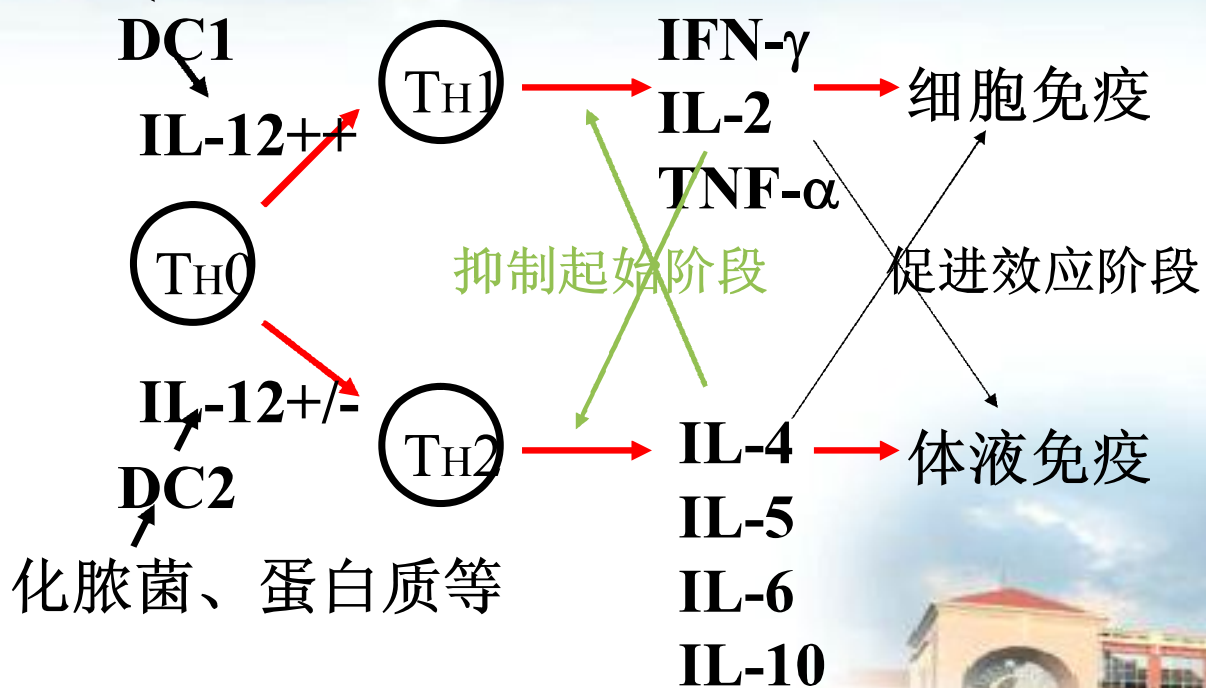 DC1
IL-12++
TH1
IFN-γ
IL-2
TNF-α
细胞免疫
TH0
抑制起始阶段
促进效应阶段
IL-12+/-
DC2
化脓菌、蛋白质等
TH2
IL-4
IL-5
IL-6
IL-10
体液免疫